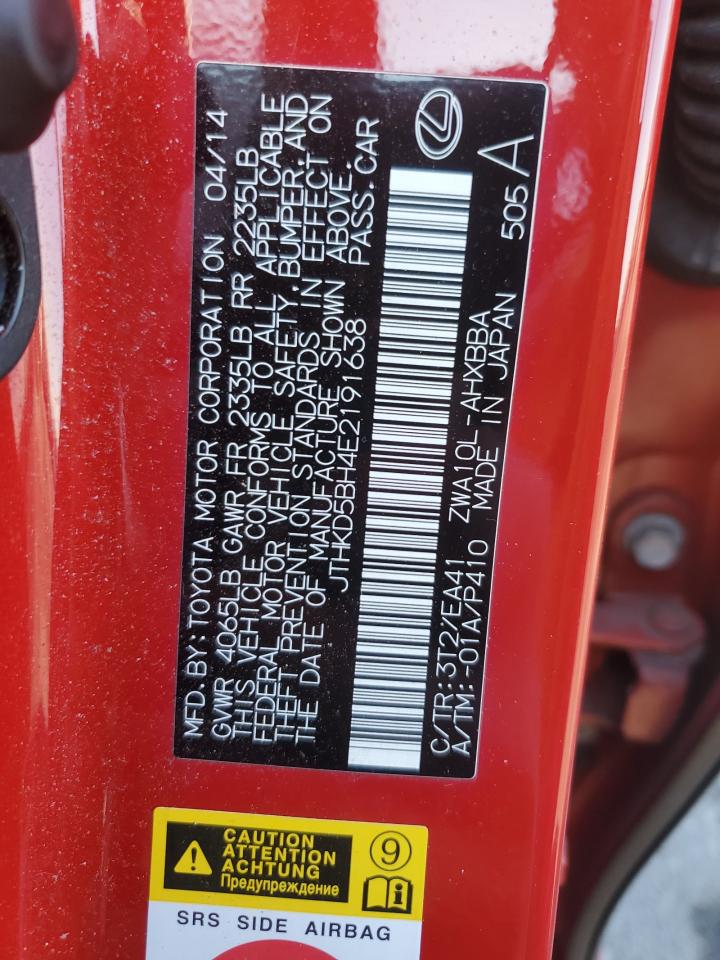 MFD. BY: TOYOTA MOTOR CORPORATION 04/14
GVWR 4065LB GAWR FR 2335LB RR 2235LB
THIS VEHICLE CONFORMS TO ALL APPLICABLE
FEDERAL MOTOR VEHICLE SAFETY, BUMPER, AND
THEFT PREVENTION STANDARDS IN EFFECT ON
THE DATE OF MANUFACTURE SHOWN ABOVE.
JTHKD5BH4E2191638 PASS. CAR
C/TR: 3T2/EA41 ZWA10L-AHXBBA
A/TM: -01A/P410 MADE IN JAPAN 505 A
CAUTION
ATTENTION
ACHTUNG
Предупреждение
9
i
SRS SIDE AIRBAG